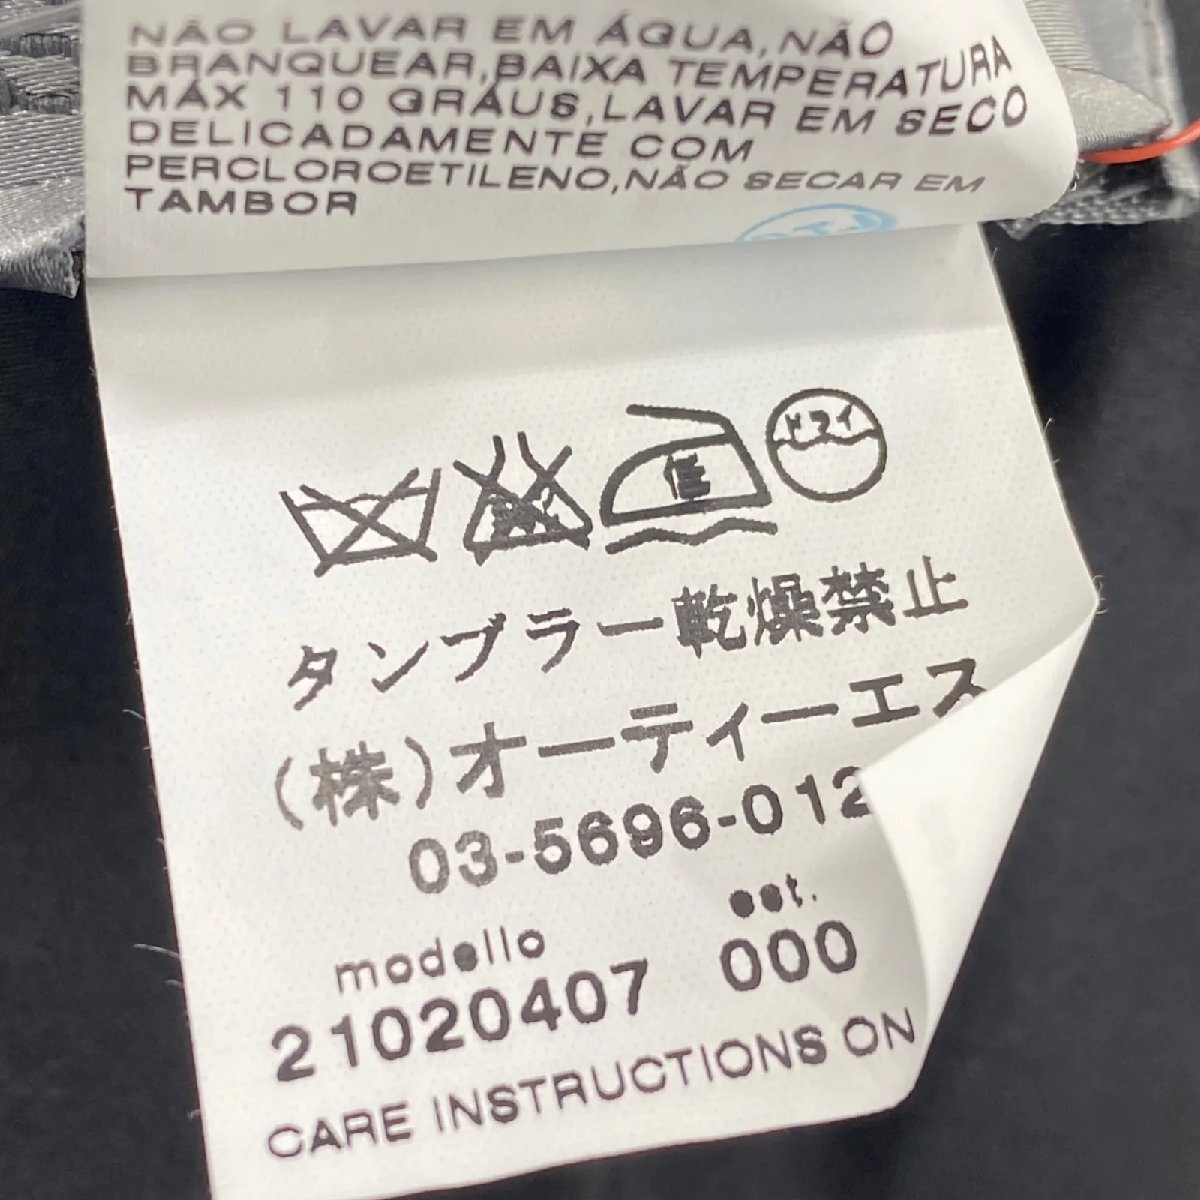 NÃO LAVAR EM ÁGUA,NÃO
BRANQUEAR,BAIXA TEMPERATURA
MÁX 110 GRÁUS,LAVAR EM SECO
DELICADAMENTE COM
PERCLOROETILENO,NÃO SECAR EM
TAMBOR
低
ドライ
タンブラー乾燥禁止
(株)オーティーエス
03-5696-012
modello
est.
21020407
000
CARE INSTRUCTIONS ON